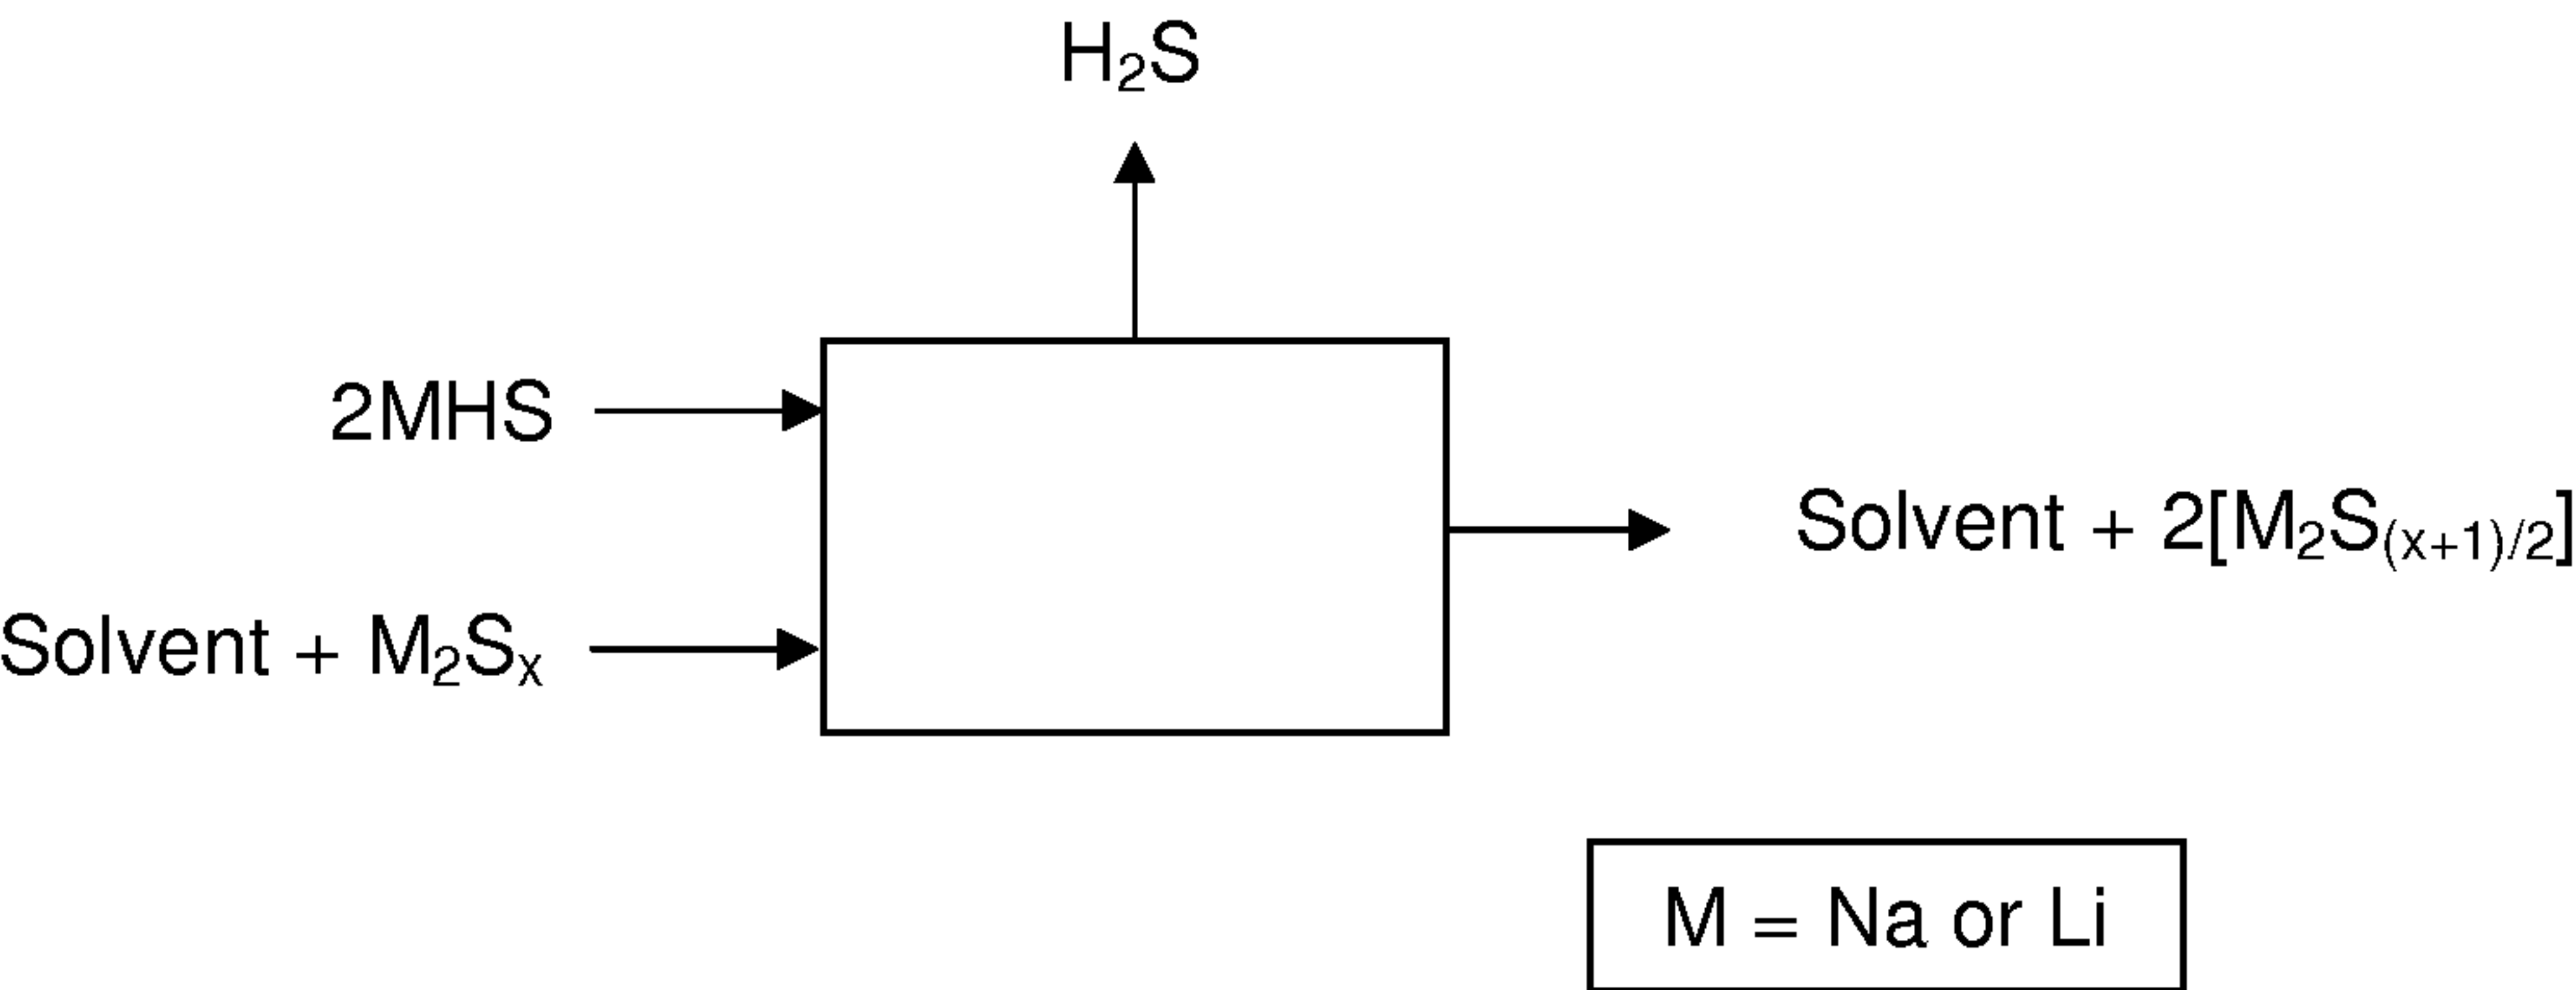 H₂S
2MHS
Solvent + M₂Sₓ
Solvent + 2[M₂S₍ₓ₊₁₎/₂]
M = Na or Li